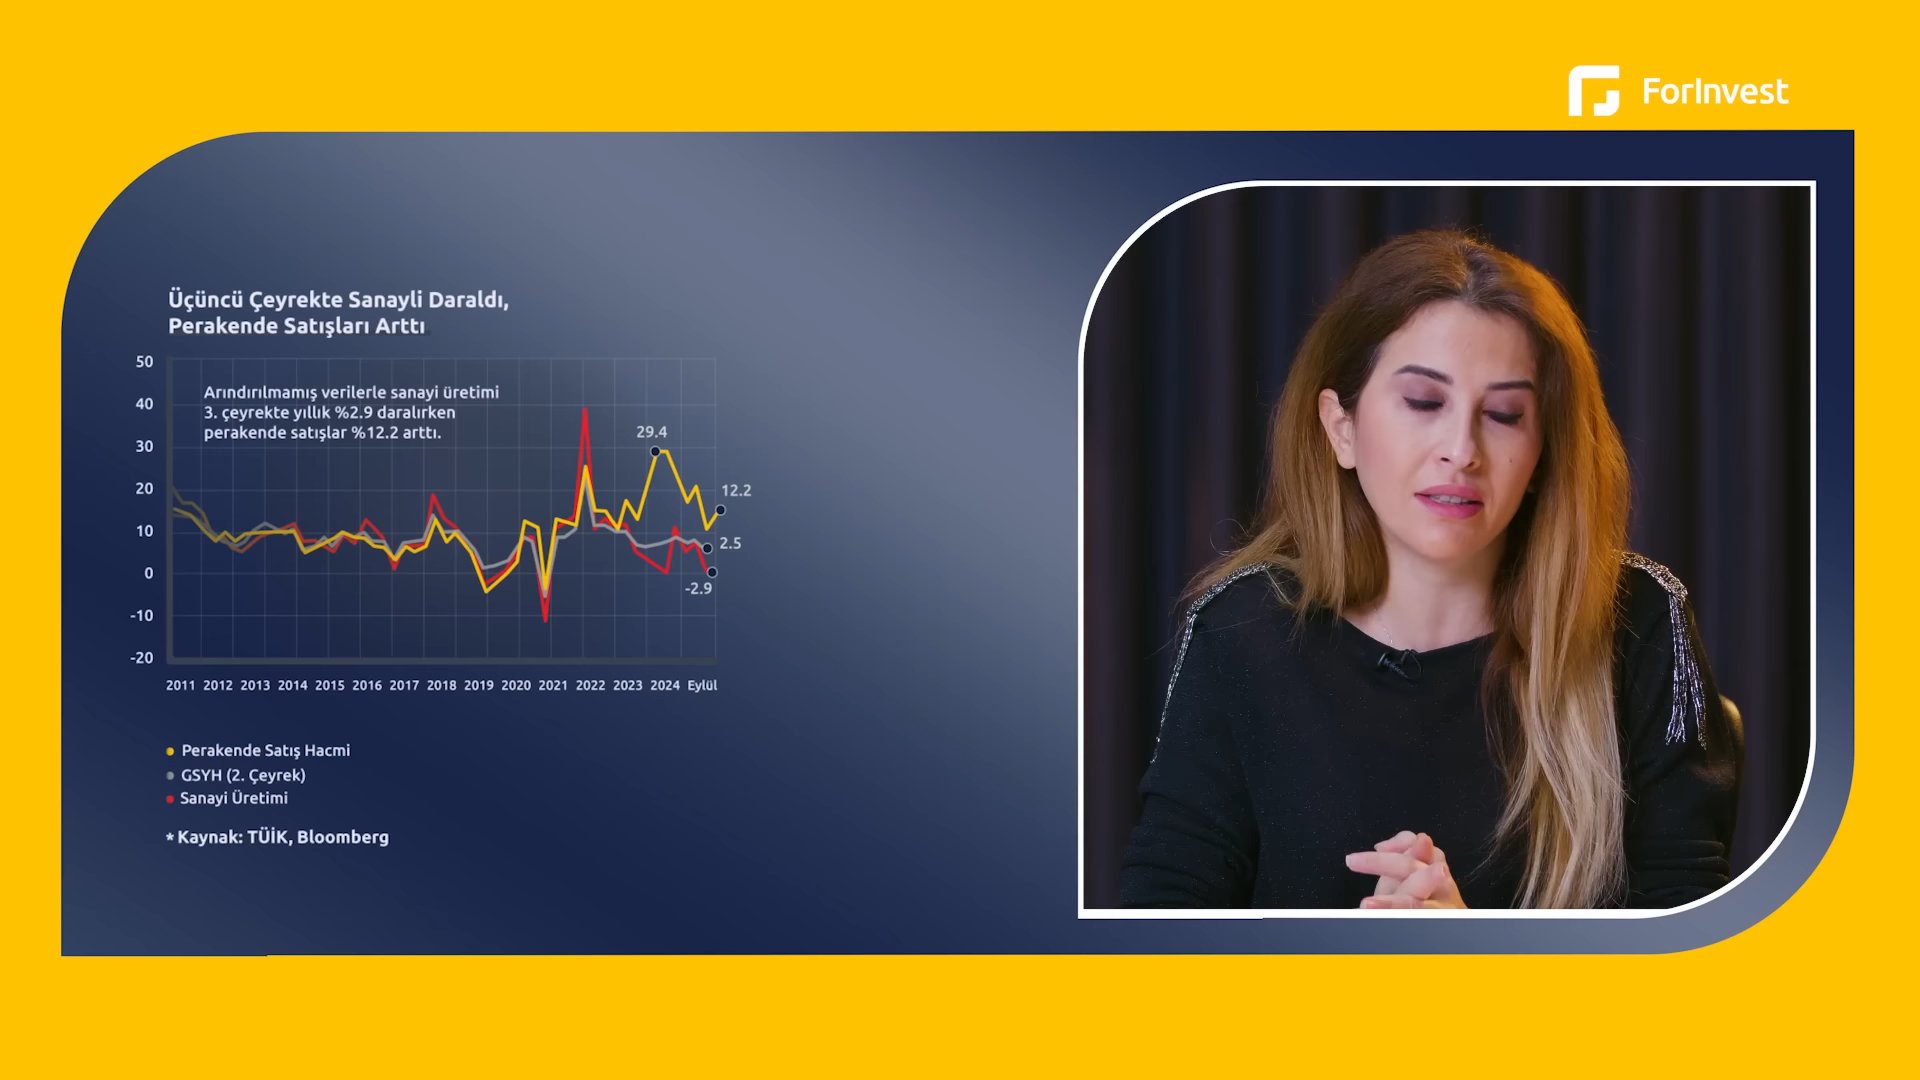 ForInvest
Üçüncü Çeyrekte Sanayli Daraldı,
Perakende Satışları Arttı
50
40
30
20
10
0
-10
-20
Arındırılmamış verilerle sanayi üretimi
3. çeyrekte yıllık %2.9 daralırken
perakende satışlar %12.2 arttı.
29.4
12.2
2.5
-2.9
2011 2012 2013 2014 2015 2016 2017 2018 2019 2020 2021 2022 2023 2024 Eylül
Perakende Satış Hacmi
GSYH (2. Çeyrek)
Sanayi Üretimi
* Kaynak: TÜİK, Bloomberg